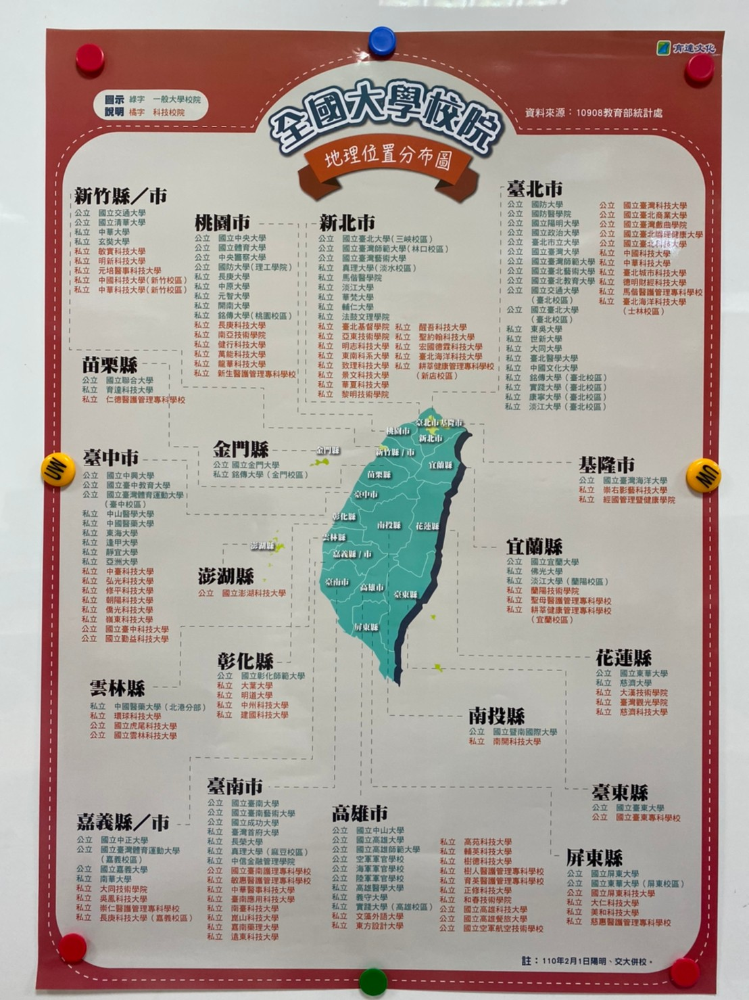 育達文化
圖示 綠字 一般大學校院
說明 橘字 科技校院
全國大學校院
地理位置分布圖
資料來源：10908教育部統計處
新竹縣／市
公立 國立交通大學
公立 國立清華大學
私立 中華大學
私立 玄奘大學
私立 敏實科技大學
私立 明新科技大學
私立 元培醫事科技大學
私立 中國科技大學（新竹校區）
私立 中華科技大學（新竹校區）
桃園市
公立 國立中央大學
公立 國立體育大學
公立 中央警察大學
公立 國防大學（理工學院）
私立 長庚大學
私立 中原大學
私立 元智大學
私立 開南大學
私立 銘傳大學（桃園校區）
私立 長庚科技大學
私立 南亞技術學院
私立 健行科技大學
私立 萬能科技大學
私立 龍華科技大學
私立 新生醫護管理專科學校
新北市
公立 國立臺北大學（三峽校區）
公立 國立臺灣師範大學（林口校區）
公立 國立臺灣藝術大學
私立 真理大學（淡水校區）
私立 馬偕醫學院
私立 淡江大學
私立 華梵大學
私立 輔仁大學
私立 法鼓文理學院
私立 臺北基督學院
私立 亞東技術學院
私立 明志科技大學
私立 東南科系大學
私立 致理科技大學
私立 景文科技大學
私立 華夏科技大學
私立 黎明技術學院
私立 醒吾科技大學
私立 聖約翰科技大學
私立 宏國德霖科技大學
私立 臺北海洋科技大學
私立 耕莘健康管理專科學校
（新店校區）
臺北市
公立 國防大學
公立 國防醫學院
公立 國立陽明大學
公立 國立政治大學
公立 臺北市立大學
公立 國立臺灣大學
公立 國立臺灣師範大學
公立 國立臺北藝術大學
公立 國立臺北教育大學
公立 國立交通大學
（臺北校區）
公立 國立臺北大學
（臺北校區）
私立 東吳大學
私立 世新大學
私立 大同大學
私立 臺北醫學大學
私立 中國文化大學
私立 銘傳大學（臺北校區）
私立 實踐大學（臺北校區）
私立 康寧大學（臺北校區）
私立 淡江大學（臺北校區）
公立 國立臺灣科技大學
公立 國立臺北商業大學
公立 國立臺灣戲曲學院
公立 國立臺北護理健康大學
公立 國立臺北科技大學
私立 中國科技大學
私立 中華科技大學
私立 臺北城市科技大學
私立 德明財經科技大學
私立 馬偕醫護管理專科學校
私立 臺北海洋科技大學
（士林校區）
苗栗縣
公立 國立聯合大學
私立 育達科技大學
私立 仁德醫護管理專科學校
臺中市
公立 國立中興大學
公立 國立臺中教育大學
公立 國立臺灣體育運動大學
（臺中校區）
私立 中山醫學大學
私立 中國醫藥大學
私立 東海大學
私立 逢甲大學
私立 靜宜大學
私立 亞洲大學
私立 中臺科技大學
私立 弘光科技大學
私立 修平科技大學
私立 朝陽科技大學
私立 僑光科技大學
私立 嶺東科技大學
公立 國立臺中科技大學
公立 國立勤益科技大學
金門縣
公立 國立金門大學
私立 銘傳大學（金門校區）
澎湖縣
公立 國立澎湖科技大學
金門縣
澎湖縣
臺北市
基隆市
桃園市
新北市
新竹縣／市
宜蘭縣
苗栗縣
臺中市
彰化縣
南投縣
花蓮縣
雲林縣
嘉義縣／市
臺南市
高雄市
臺東縣
屏東縣
基隆市
公立 國立臺灣海洋大學
私立 崇右影藝科技大學
私立 經國管理暨健康學院
宜蘭縣
公立 國立宜蘭大學
私立 佛光大學
私立 淡江大學（蘭陽校區）
私立 蘭陽技術學院
私立 聖母醫護管理專科學校
私立 耕莘健康管理專科學校
（宜蘭校區）
花蓮縣
公立 國立東華大學
私立 慈濟大學
私立 大漢技術學院
私立 臺灣觀光學院
私立 慈濟科技大學
彰化縣
公立 國立彰化師範大學
私立 大葉大學
私立 明道大學
私立 中州科技大學
私立 建國科技大學
雲林縣
私立 中國醫藥大學（北港分部）
私立 環球科技大學
公立 國立虎尾科技大學
公立 國立雲林科技大學
南投縣
公立 國立暨南國際大學
私立 南開科技大學
臺東縣
公立 國立臺東大學
公立 國立臺東專科學校
嘉義縣／市
公立 國立中正大學
公立 國立臺灣體育運動大學
（嘉義校區）
公立 國立嘉義大學
私立 南華大學
私立 大同技術學院
私立 吳鳳科技大學
私立 崇仁醫護管理專科學校
私立 長庚科技大學（嘉義校區）
臺南市
公立 國立臺南大學
公立 國立臺南藝術大學
公立 國立成功大學
私立 臺灣首府大學
私立 長榮大學
私立 真理大學（麻豆校區）
私立 中信金融管理學院
公立 國立臺南護理專科學校
私立 敏惠醫護管理專科學校
私立 中華醫事科技大學
私立 臺南應用科技大學
私立 南臺科技大學
私立 崑山科技大學
私立 嘉南藥理大學
私立 遠東科技大學
高雄市
公立 國立中山大學
公立 國立高雄大學
公立 國立高雄師範大學
公立 空軍軍官學校
公立 海軍軍官學校
公立 陸軍軍官學校
私立 高雄醫學大學
私立 義守大學
私立 實踐大學（高雄校區）
私立 文藻外語大學
私立 東方設計大學
私立 高苑科技大學
私立 輔英科技大學
私立 樹德科技大學
私立 樹人醫護管理專科學校
私立 育英醫護管理專科學校
私立 正修科技大學
私立 和春技術學院
公立 國立高雄科技大學
公立 國立高雄餐旅大學
公立 國立空軍航空技術學院
屏東縣
公立 國立屏東大學
公立 國立東華大學（屏東校區）
公立 國立屏東科技大學
私立 大仁科技大學
私立 美和科技大學
私立 慈惠醫護管理專科學校
註：110年2月1日陽明、交大併校。